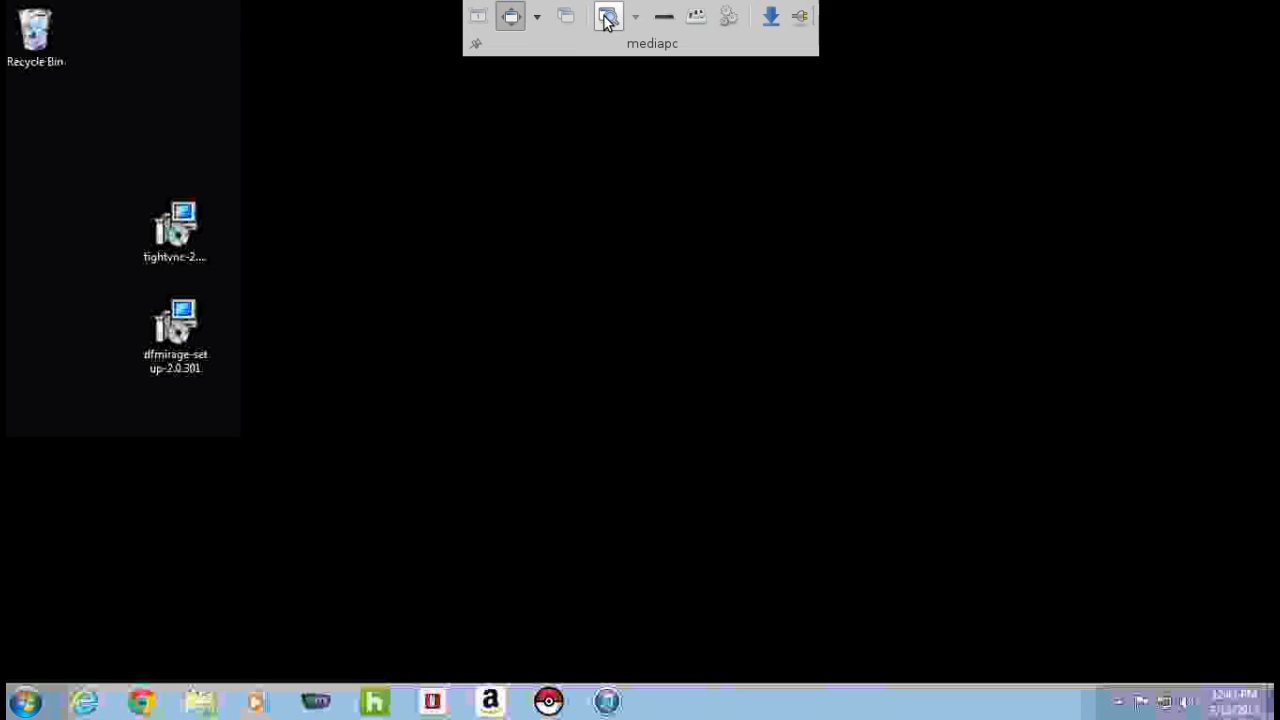 mediapc
Recycle Bin
tightvnc-2....
dfmirage-set
up-2.0.301
h
a